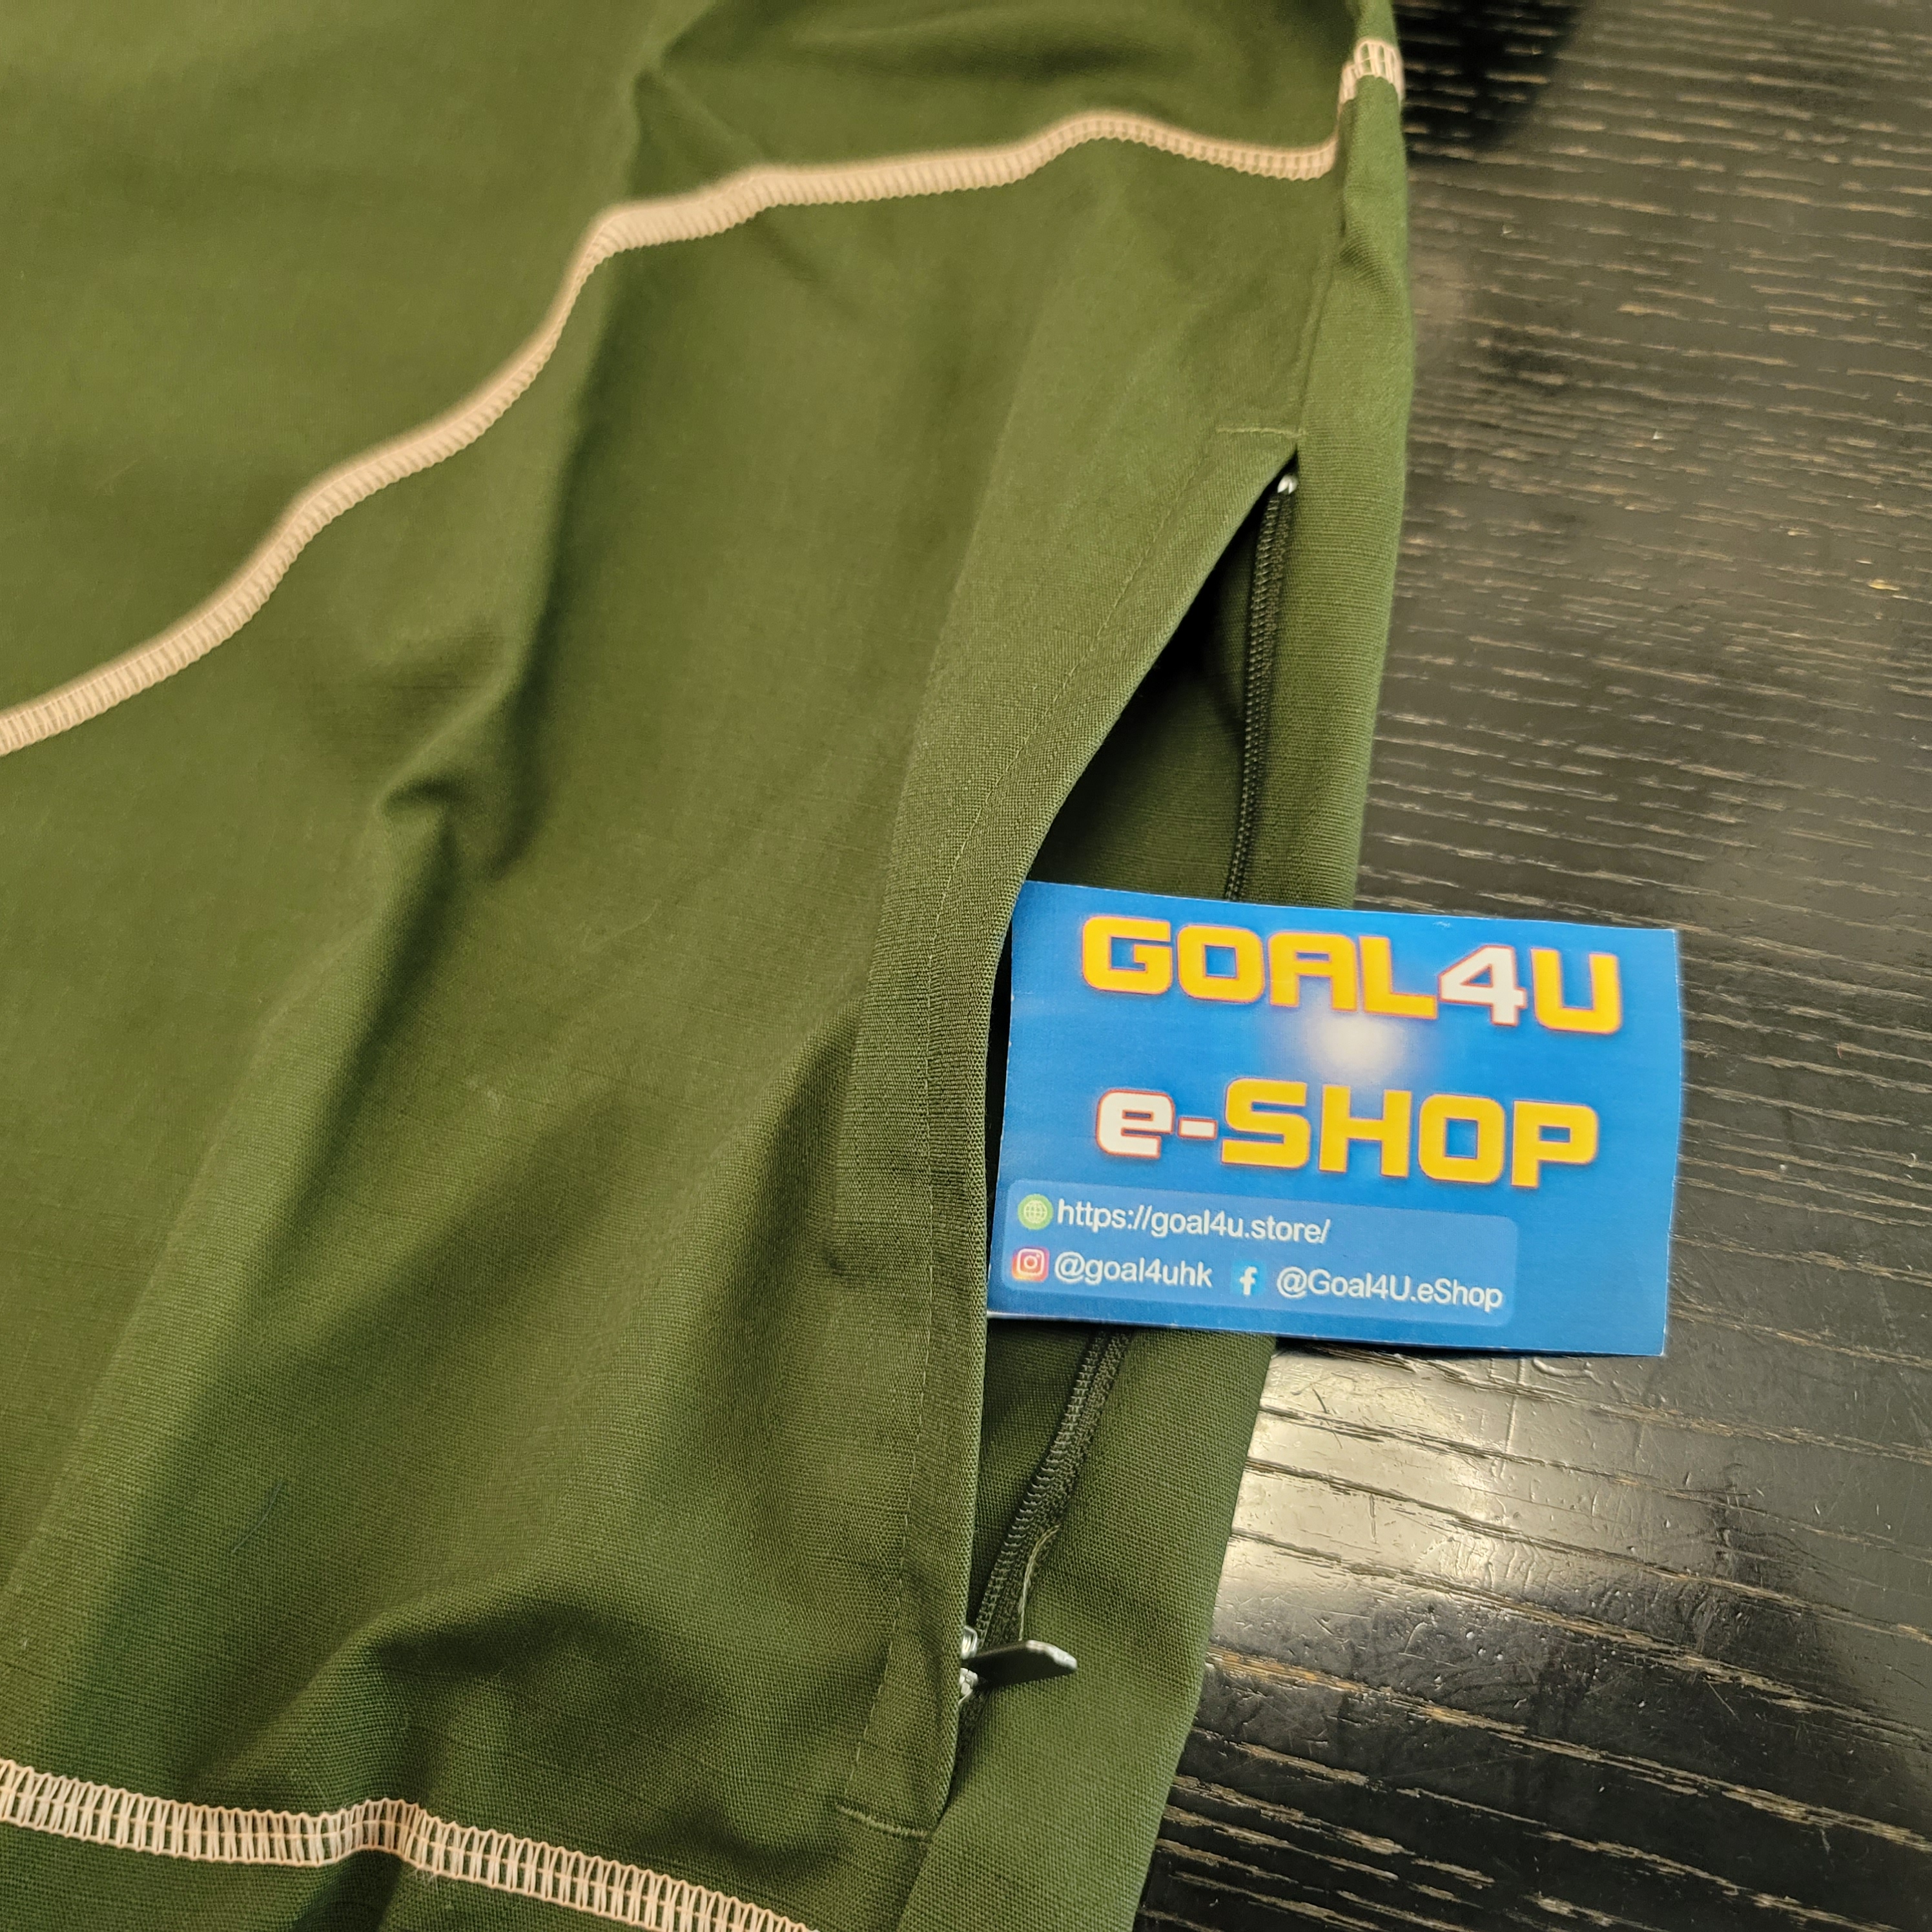 GOAL4U
e-SHOP
https://goal4u.store/
@goal4uhk @Goal4U.eShop